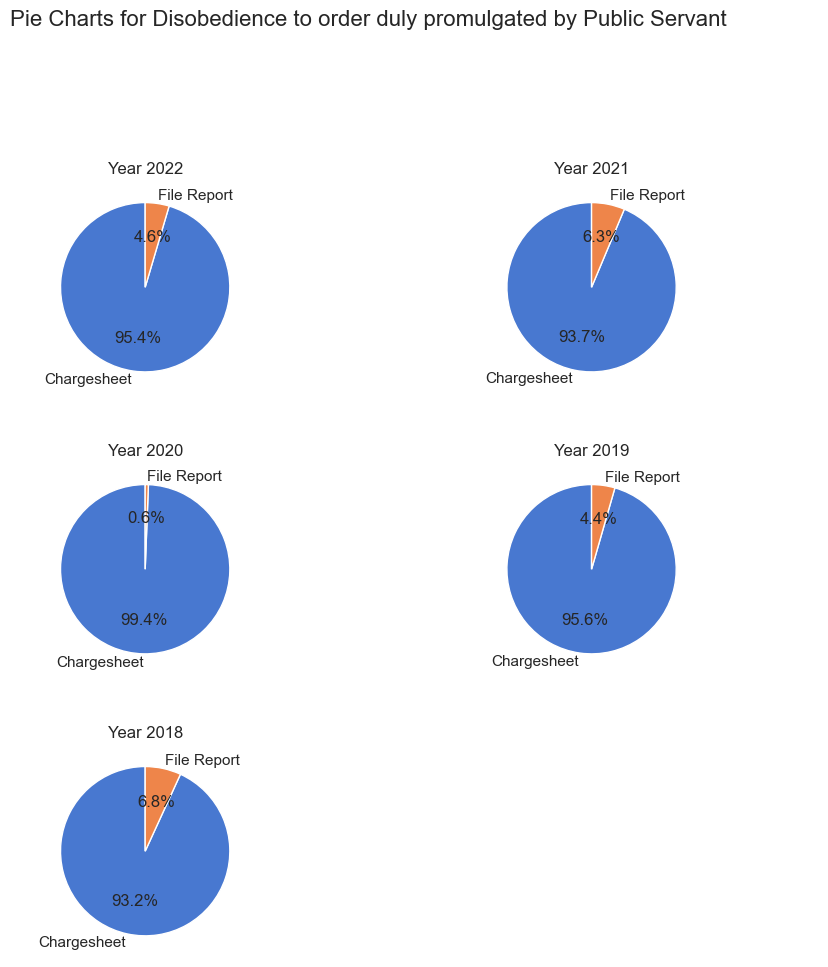 Pie Charts for Disobedience to order duly promulgated by Public Servant
Year 2022
File Report
4.6%
95.4%
Chargesheet
Year 2021
File Report
6.3%
93.7%
Chargesheet
Year 2020
File Report
0.6%
99.4%
Chargesheet
Year 2019
File Report
4.4%
95.6%
Chargesheet
Year 2018
File Report
6.8%
93.2%
Chargesheet